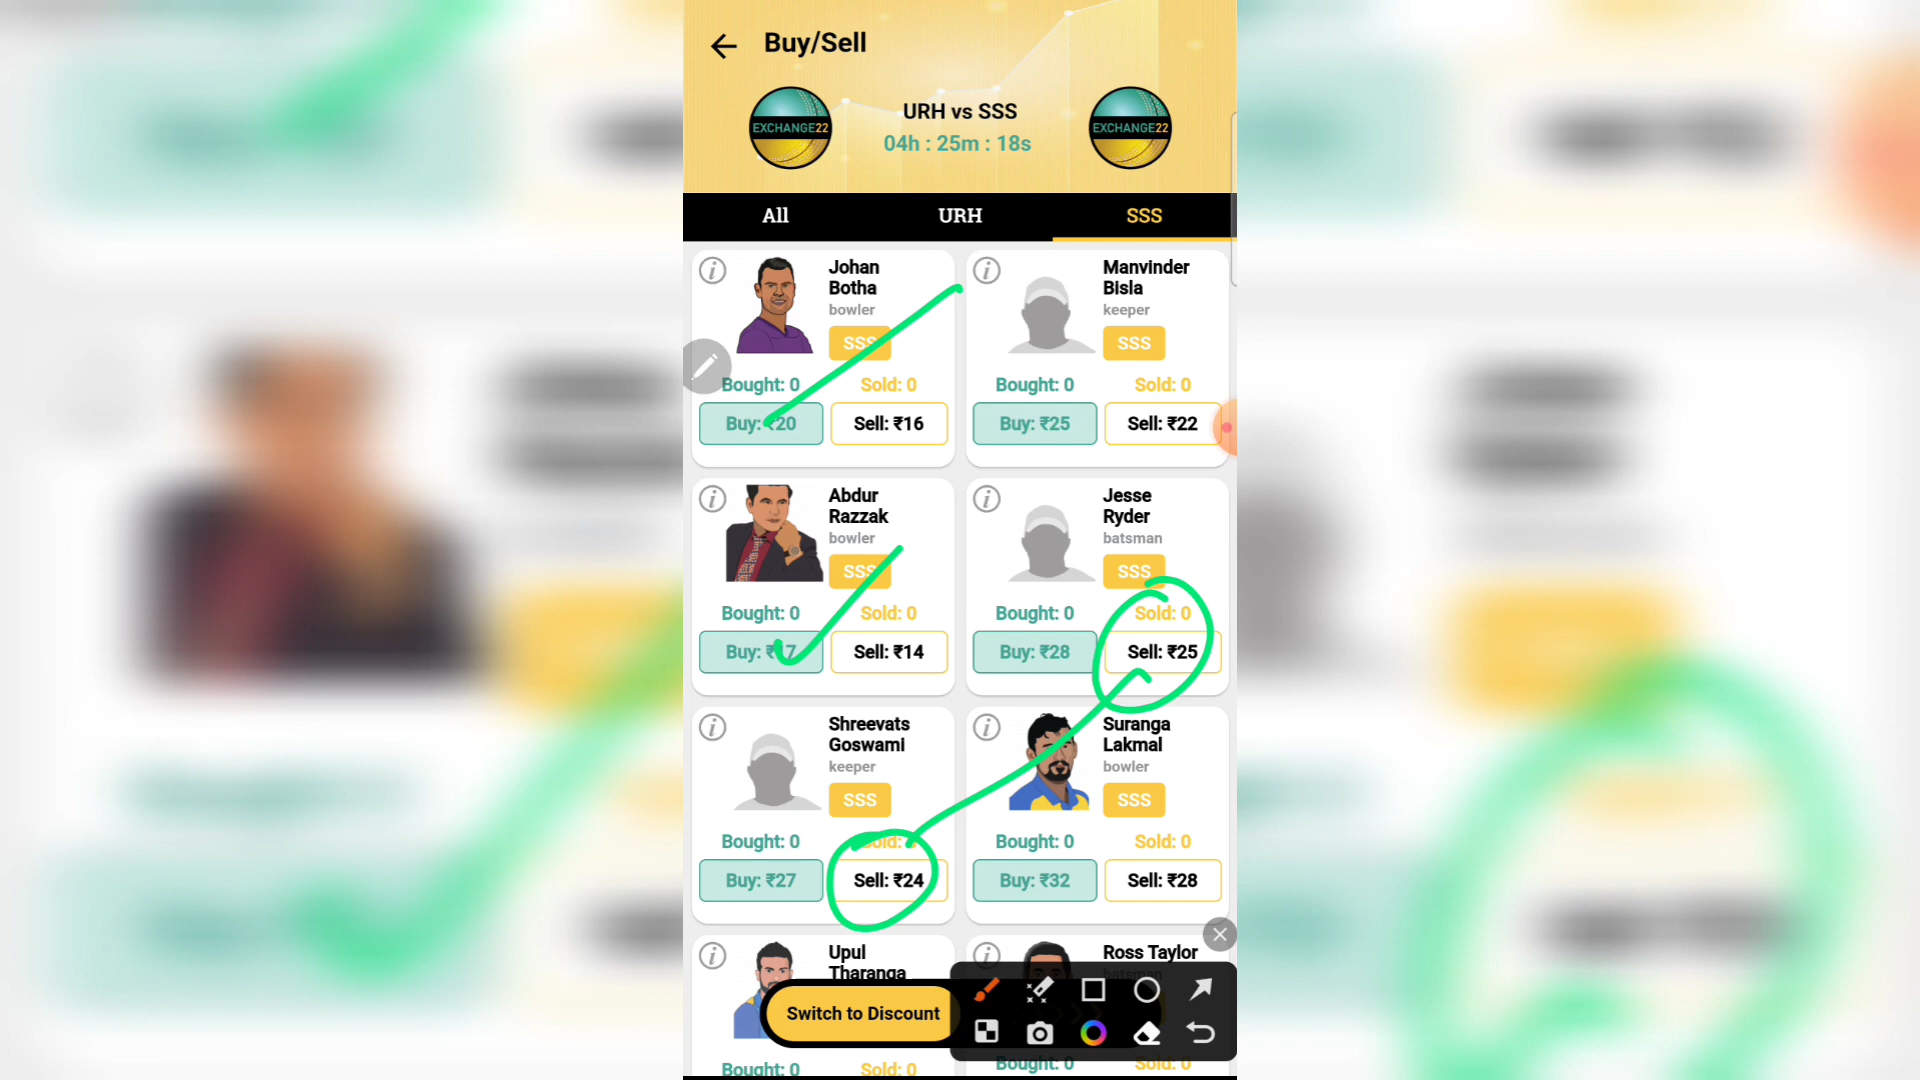 Buy/Sell
EXCHANGE22
URH vs SSS
04h : 25m : 18s
EXCHANGE22
All
URH
SSS
Johan
Botha
bowler
SSS
Bought: 0
Sold: 0
Buy: ₹20
Sell: ₹16
Manvinder
Bisla
keeper
SSS
Bought: 0
Sold: 0
Buy: ₹25
Sell: ₹22
Abdur
Razzak
bowler
SSS
Bought: 0
Sold: 0
Buy: ₹17
Sell: ₹14
Jesse
Ryder
batsman
SSS
Bought: 0
Sold: 0
Buy: ₹28
Sell: ₹25
Shreevats
Goswami
keeper
SSS
Bought: 0
Sold: 0
Buy: ₹27
Sell: ₹24
Suranga
Lakmal
bowler
SSS
Bought: 0
Sold: 0
Buy: ₹32
Sell: ₹28
Upul
Tharanga
Bought: 0
Sold: 0
Ross Taylor
batsman
Bought: 0
Sold: 0
Switch to Discount